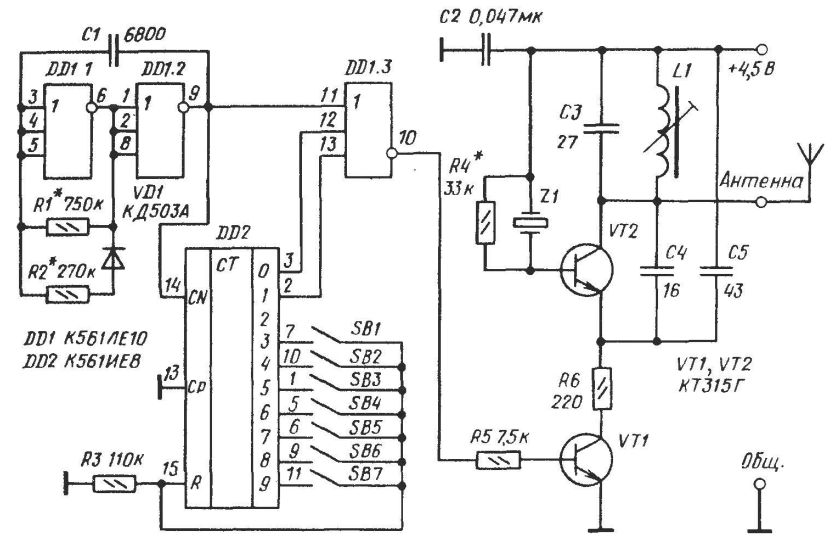 C2 0,047мк
C1 6800
DD1.1
DD1.2
DD1.3
3
4
5
1
6
1
2
8
1
9
11
12
13
1
10
+4,5 В
L1
C3
27
R4*
33к
Z1
Антенна
VT2
R1* 750к
VD1
КД503А
R2* 270к
DD2
CT
14
CN
13
CP
15
R
0
1
2
3
4
5
6
7
8
9
3
2
7
10
1
5
6
9
11
SB1
SB2
SB3
SB4
SB5
SB6
SB7
DD1 К561ЛЕ10
DD2 К561ИЕ8
R3 110к
C4
16
C5
43
VT1, VT2
КТ315Г
R6
220
R5 7,5к
VT1
Общ.